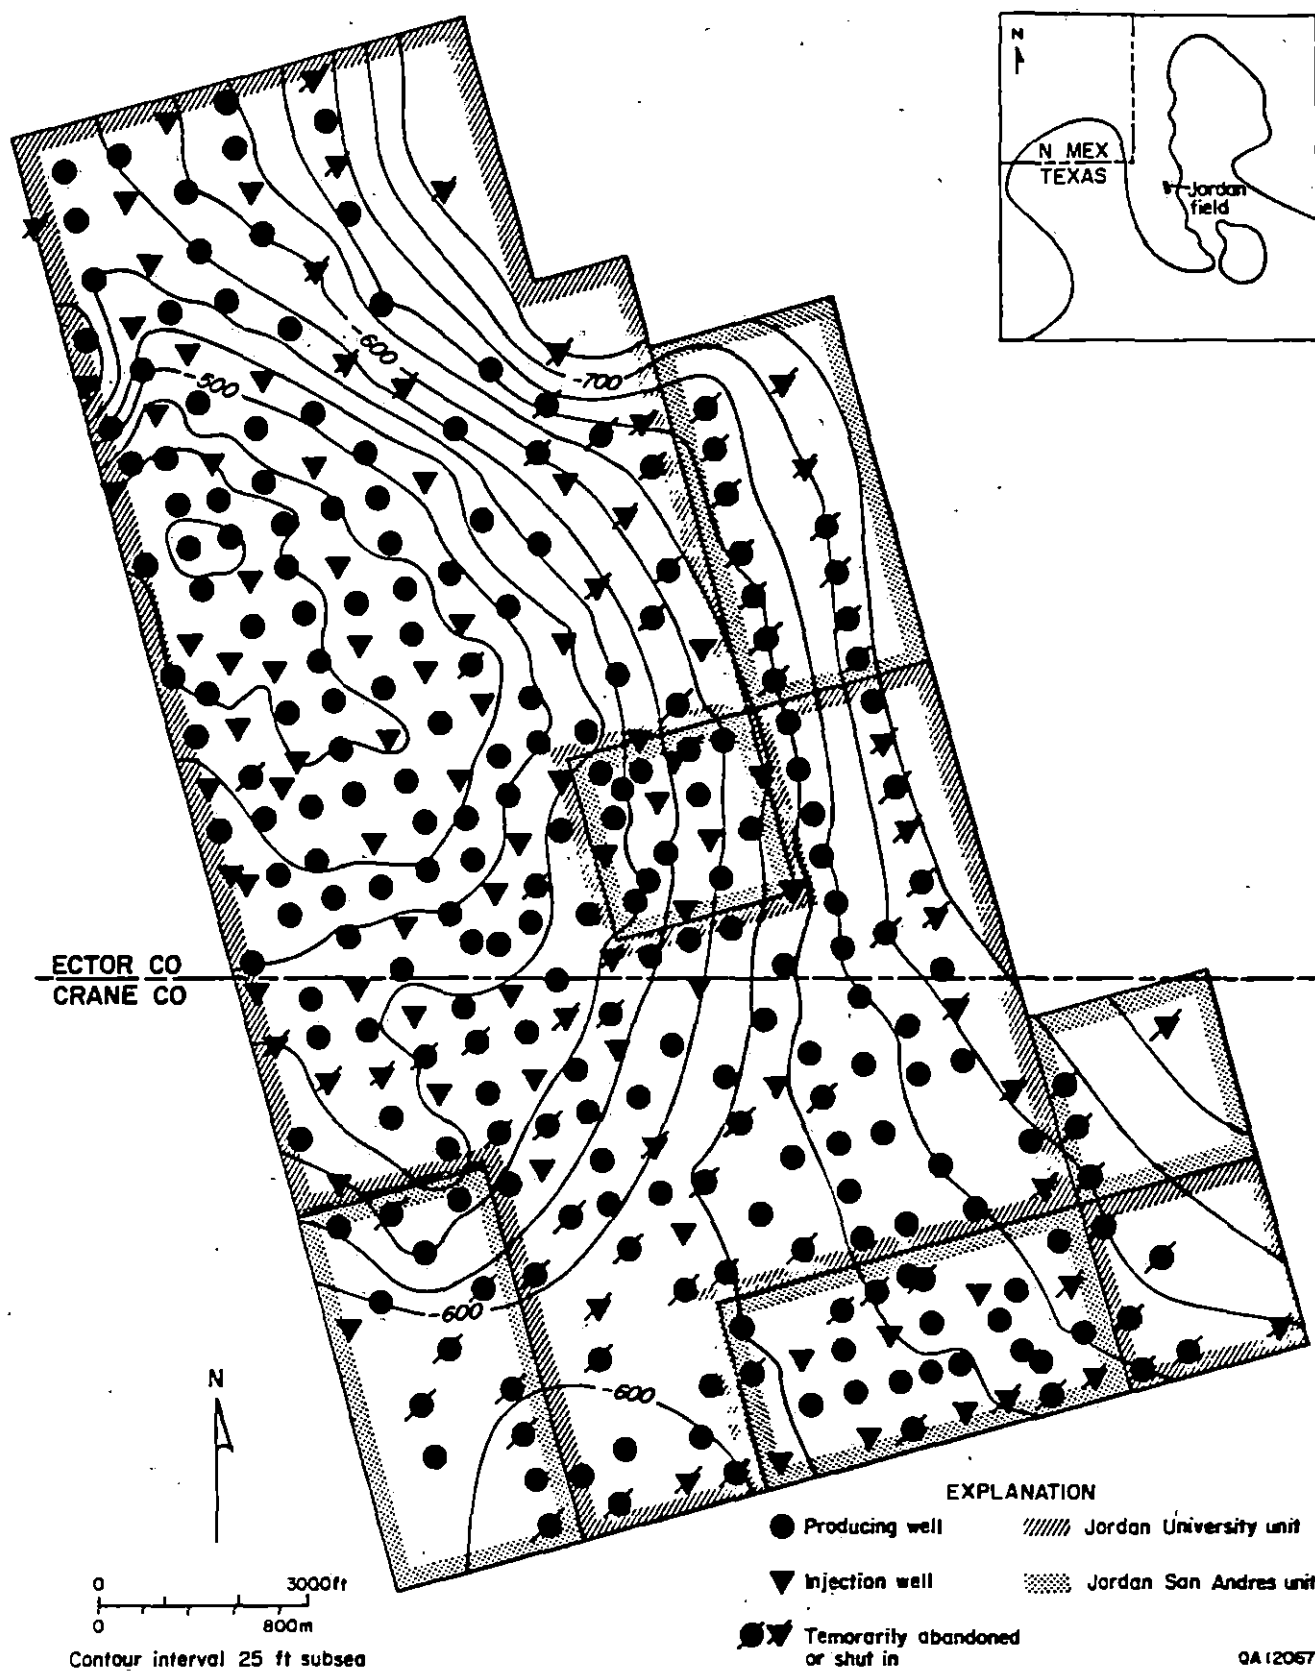 N
N MEX
TEXAS
Jordan
field
-600
-700
-500
ECTOR CO
CRANE CO
-600
-600
N
0 3000ft
0 800m
Contour interval 25 ft subsea
EXPLANATION
Producing well
Jordan University unit
Injection well
Jordan San Andres unit
Temorarily abandoned
or shut in
QA12067